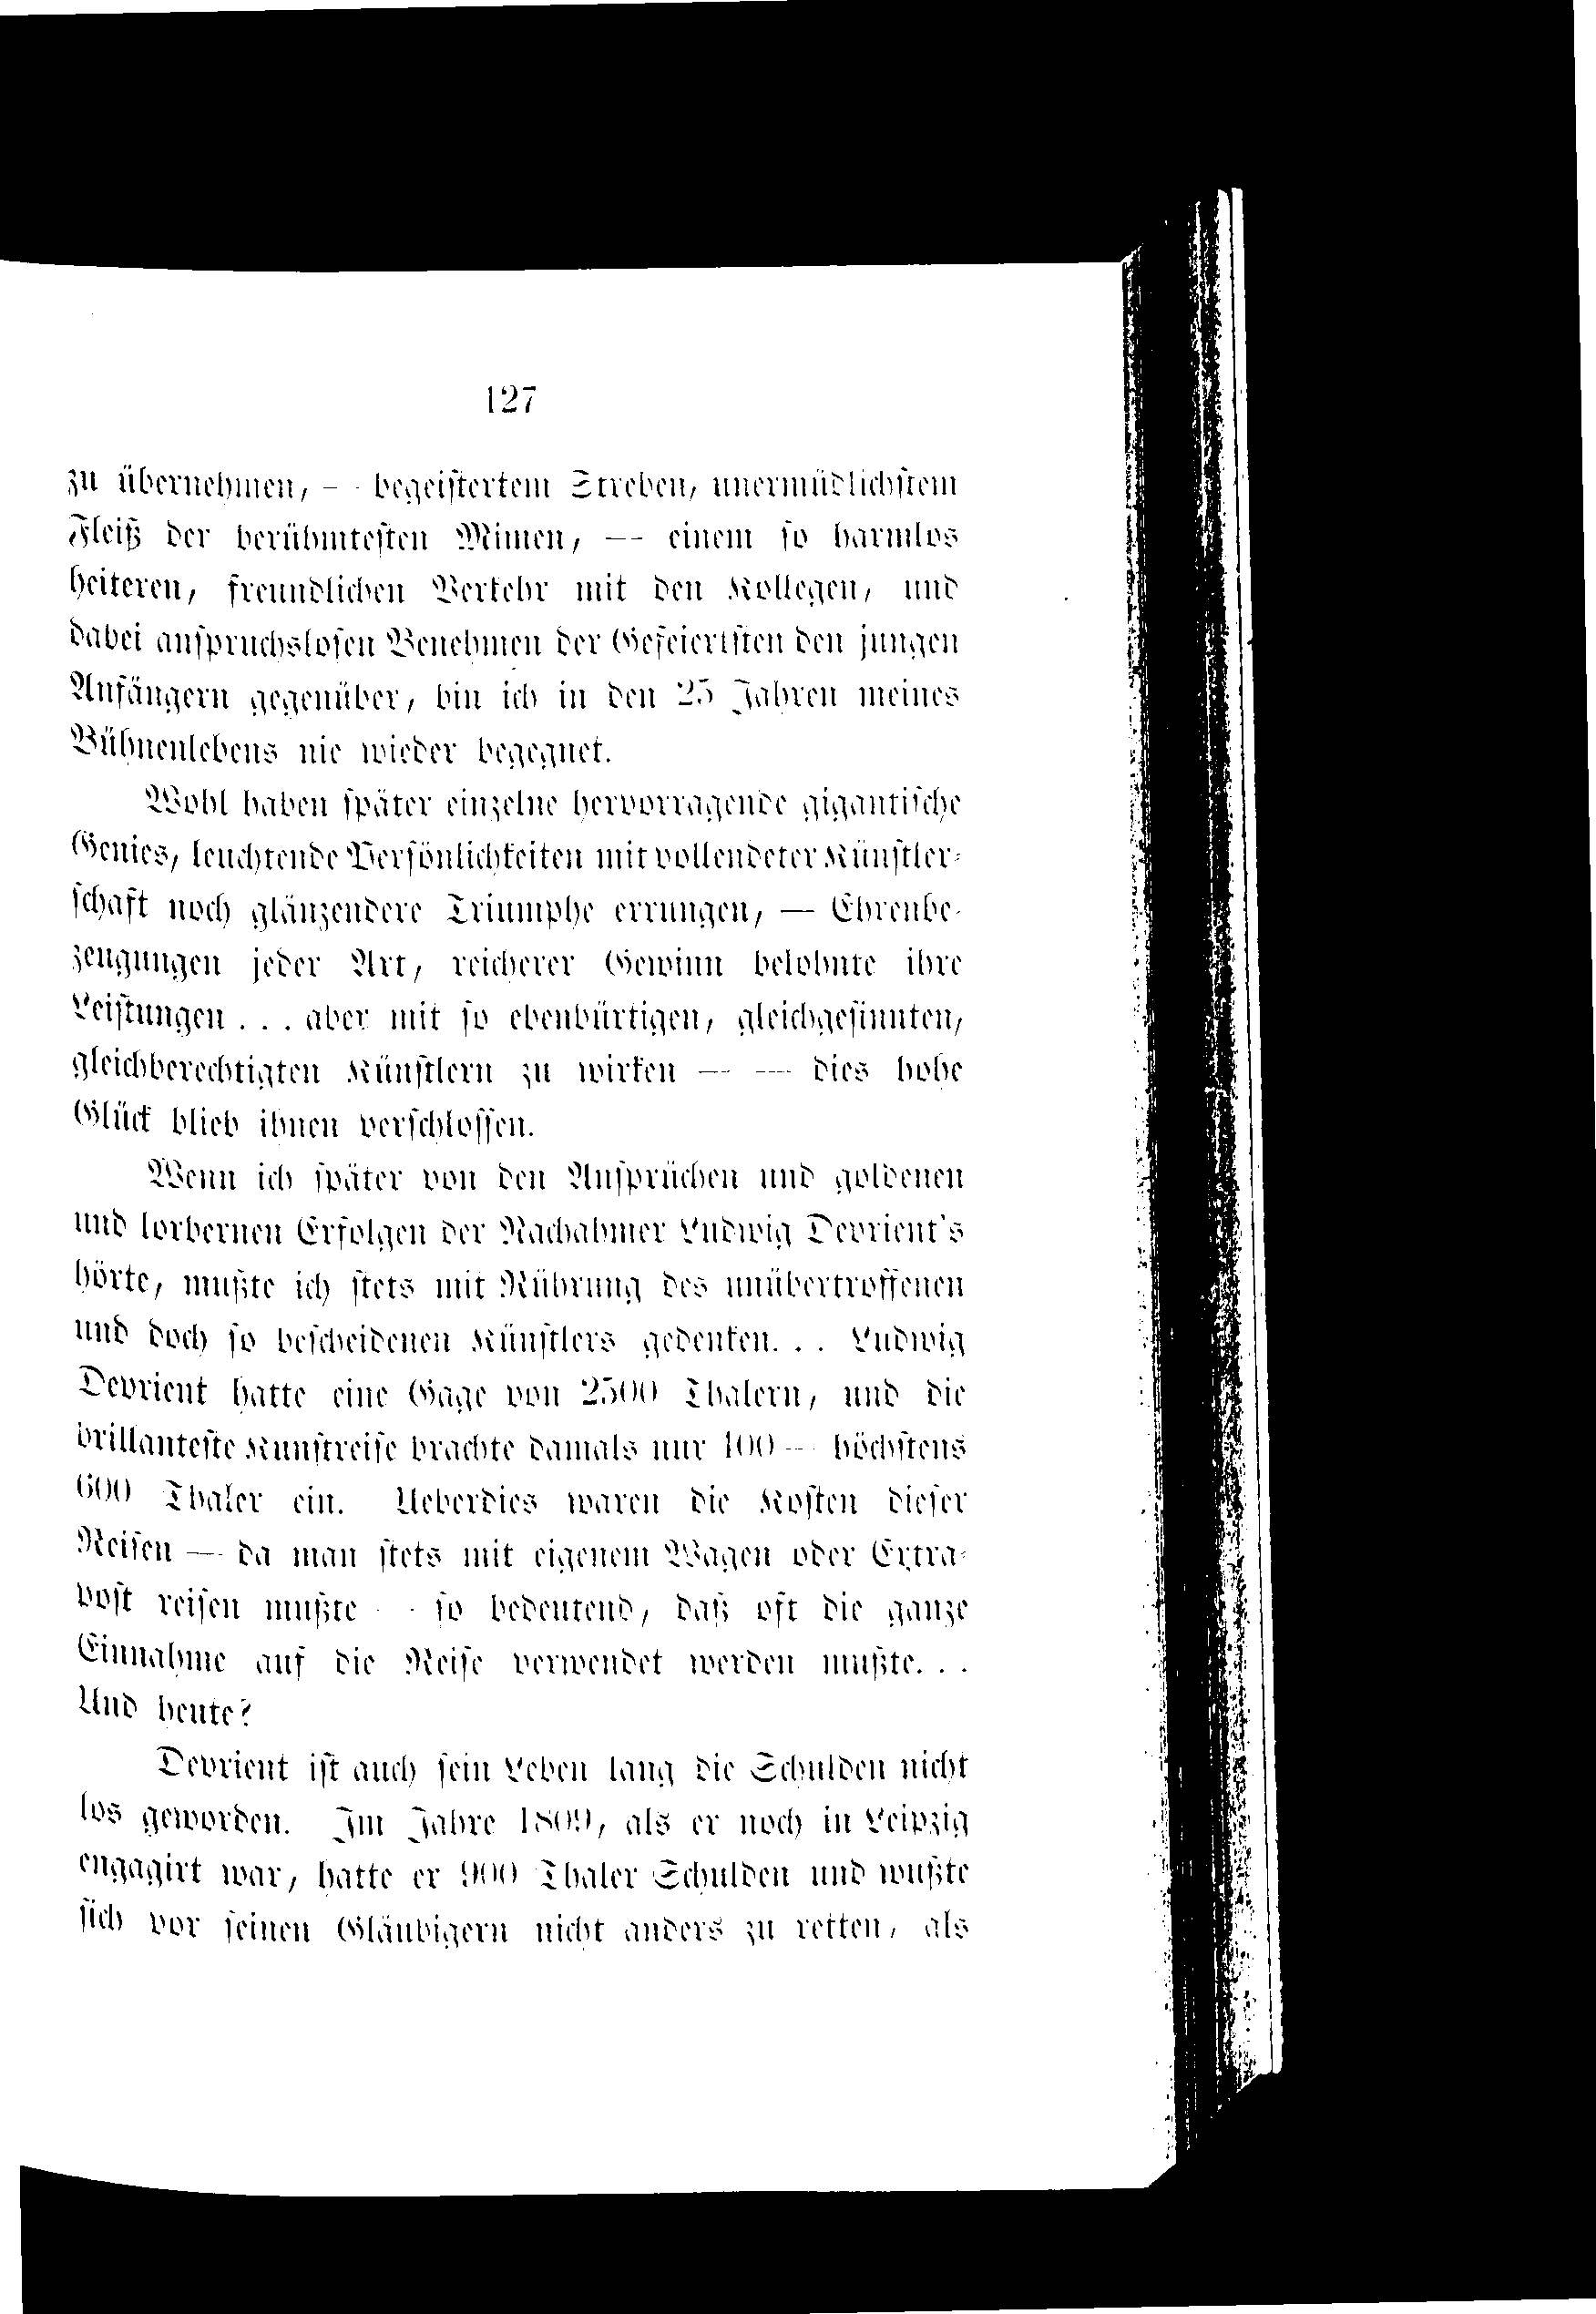 127
zu übernehmen, — begeiſtertem Streben, unermüdlichſtem
Fleiß der berühmteſten Mimen, — einem ſo harmlos
heiteren, freundlichen Verkehr mit den Kollegen, und
dabei anſpruchsloſen Benehmen der Gefeiertſten den jungen
Anfängern gegenüber, bin ich in den 25 Jahren meines
Bühnenlebens nie wieder begegnet.
Wohl haben ſpäter einzelne hervorragende gigantiſche
Genies, leuchtende Perſönlichkeiten mit vollendeter Künſtler-
ſchaft noch glänzendere Triumphe errungen, — Ehrenbe-
zeugungen jeder Art, reicherer Gewinn belohnte ihre
Leiſtungen . . . aber mit ſo ebenbürtigen, gleichgeſinnten,
gleichberechtigten Künſtlern zu wirken — — dies hohe
Glück blieb ihnen verſchloſſen.
Wenn ich ſpäter von den Anſprüchen und goldenen
und lorbernen Erfolgen der Nachahmer Ludwig Devrient's
hörte, mußte ich ſtets mit Rührung des unübertroffenen
und doch ſo beſcheidenen Künſtlers gedenken. . . Ludwig
Devrient hatte eine Gage von 2500 Thalern, und die
brillanteſte Kunſtreiſe brachte damals nur 400 — höchſtens
600 Thaler ein. Ueberdies waren die Koſten dieſer
Reiſen — da man ſtets mit eigenem Wagen oder Extra-
poſt reiſen mußte — ſo bedeutend, daß oft die ganze
Einnahme auf die Reiſe verwendet werden mußte. . .
Und heute?
Devrient iſt auch ſein Leben lang die Schulden nicht
los geworden. Im Jahre 1809, als er noch in Leipzig
engagirt war, hatte er 900 Thaler Schulden und wußte
ſich vor ſeinen Gläubigern nicht anders zu retten, als